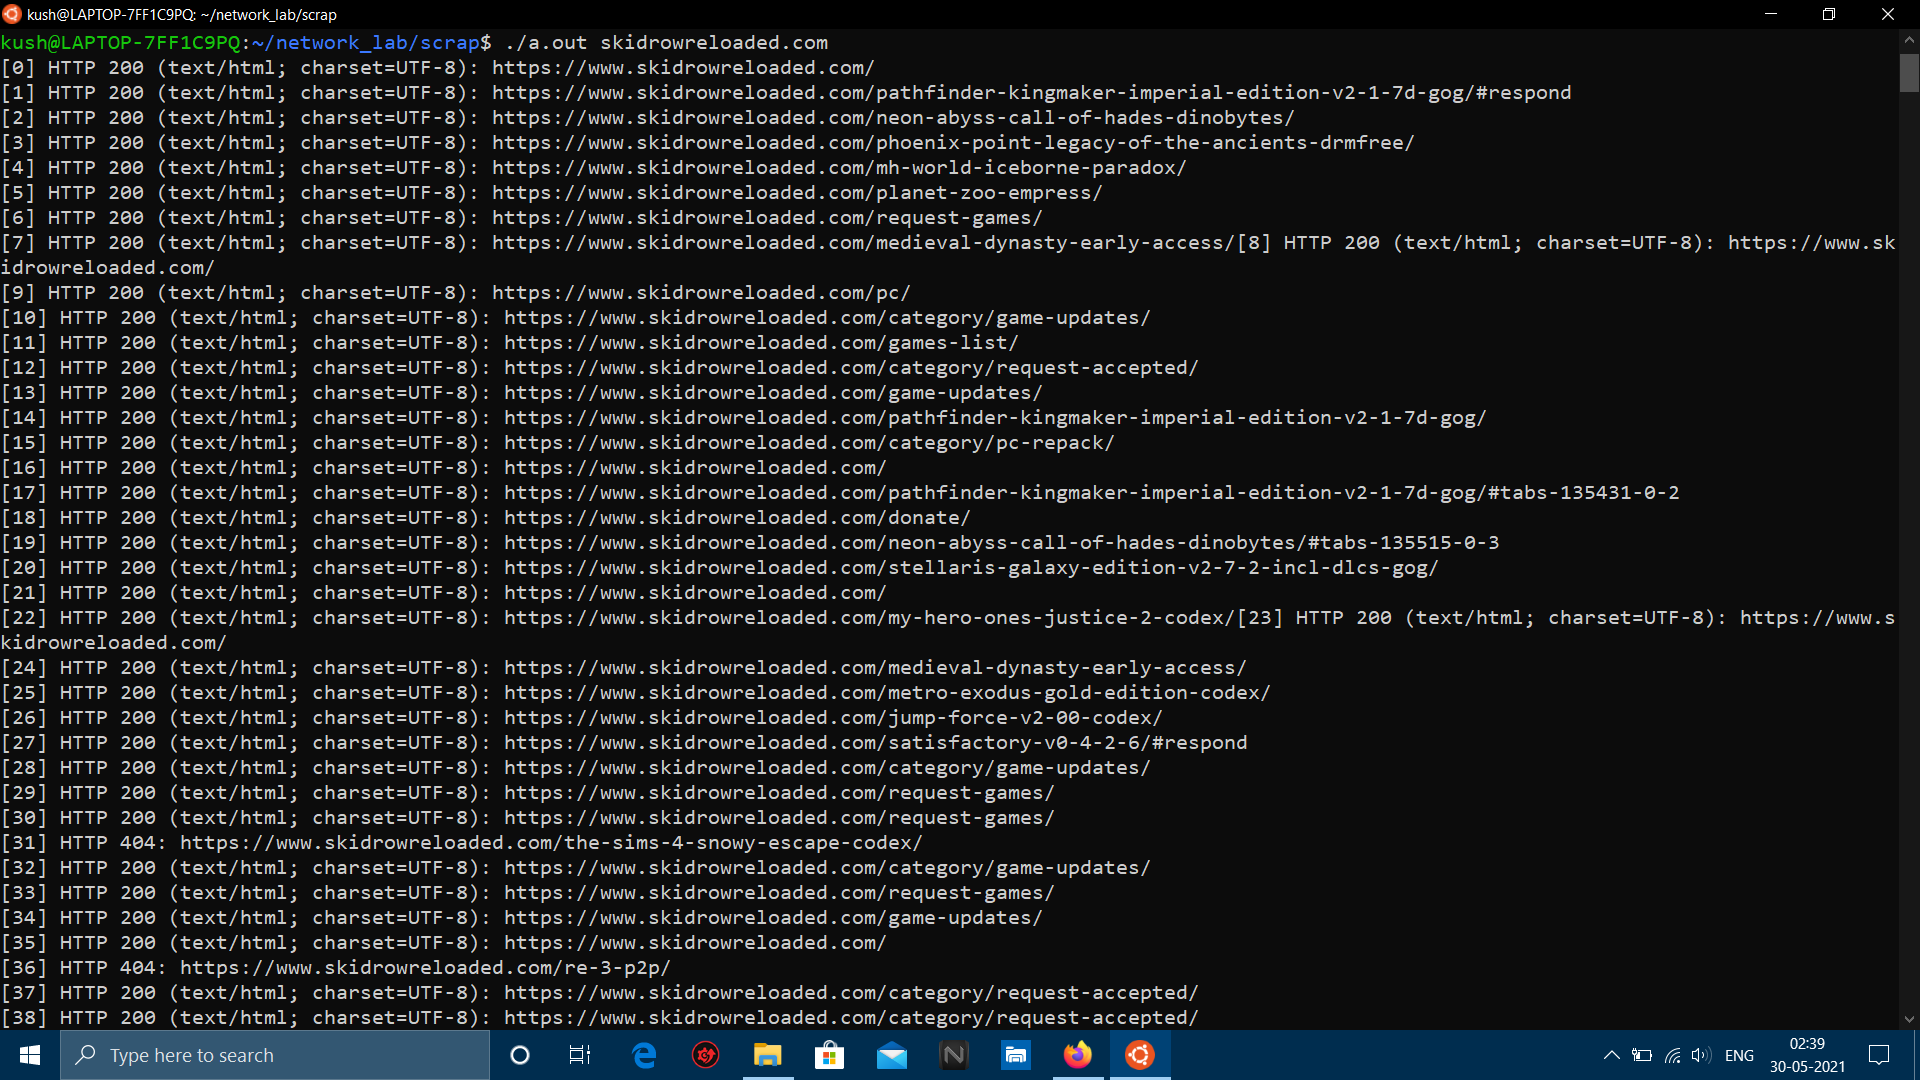 kush@LAPTOP-7FF1C9PQ: ~/network_lab/scrap
kush@LAPTOP-7FF1C9PQ:~/network_lab/scrap$ ./a.out skidrowreloaded.com
[0] HTTP 200 (text/html; charset=UTF-8): https://www.skidrowreloaded.com/
[1] HTTP 200 (text/html; charset=UTF-8): https://www.skidrowreloaded.com/pathfinder-kingmaker-imperial-edition-v2-1-7d-gog/#respond
[2] HTTP 200 (text/html; charset=UTF-8): https://www.skidrowreloaded.com/neon-abyss-call-of-hades-dinobytes/
[3] HTTP 200 (text/html; charset=UTF-8): https://www.skidrowreloaded.com/phoenix-point-legacy-of-the-ancients-drmfree/
[4] HTTP 200 (text/html; charset=UTF-8): https://www.skidrowreloaded.com/mh-world-iceborne-paradox/
[5] HTTP 200 (text/html; charset=UTF-8): https://www.skidrowreloaded.com/planet-zoo-empress/
[6] HTTP 200 (text/html; charset=UTF-8): https://www.skidrowreloaded.com/request-games/
[7] HTTP 200 (text/html; charset=UTF-8): https://www.skidrowreloaded.com/medieval-dynasty-early-access/[8] HTTP 200 (text/html; charset=UTF-8): https://www.sk
idrowreloaded.com/
[9] HTTP 200 (text/html; charset=UTF-8): https://www.skidrowreloaded.com/pc/
[10] HTTP 200 (text/html; charset=UTF-8): https://www.skidrowreloaded.com/category/game-updates/
[11] HTTP 200 (text/html; charset=UTF-8): https://www.skidrowreloaded.com/games-list/
[12] HTTP 200 (text/html; charset=UTF-8): https://www.skidrowreloaded.com/category/request-accepted/
[13] HTTP 200 (text/html; charset=UTF-8): https://www.skidrowreloaded.com/game-updates/
[14] HTTP 200 (text/html; charset=UTF-8): https://www.skidrowreloaded.com/pathfinder-kingmaker-imperial-edition-v2-1-7d-gog/
[15] HTTP 200 (text/html; charset=UTF-8): https://www.skidrowreloaded.com/category/pc-repack/
[16] HTTP 200 (text/html; charset=UTF-8): https://www.skidrowreloaded.com/
[17] HTTP 200 (text/html; charset=UTF-8): https://www.skidrowreloaded.com/pathfinder-kingmaker-imperial-edition-v2-1-7d-gog/#tabs-135431-0-2
[18] HTTP 200 (text/html; charset=UTF-8): https://www.skidrowreloaded.com/donate/
[19] HTTP 200 (text/html; charset=UTF-8): https://www.skidrowreloaded.com/neon-abyss-call-of-hades-dinobytes/#tabs-135515-0-3
[20] HTTP 200 (text/html; charset=UTF-8): https://www.skidrowreloaded.com/stellaris-galaxy-edition-v2-7-2-incl-dlcs-gog/
[21] HTTP 200 (text/html; charset=UTF-8): https://www.skidrowreloaded.com/
[22] HTTP 200 (text/html; charset=UTF-8): https://www.skidrowreloaded.com/my-hero-ones-justice-2-codex/[23] HTTP 200 (text/html; charset=UTF-8): https://www.s
kidrowreloaded.com/
[24] HTTP 200 (text/html; charset=UTF-8): https://www.skidrowreloaded.com/medieval-dynasty-early-access/
[25] HTTP 200 (text/html; charset=UTF-8): https://www.skidrowreloaded.com/metro-exodus-gold-edition-codex/
[26] HTTP 200 (text/html; charset=UTF-8): https://www.skidrowreloaded.com/jump-force-v2-00-codex/
[27] HTTP 200 (text/html; charset=UTF-8): https://www.skidrowreloaded.com/satisfactory-v0-4-2-6/#respond
[28] HTTP 200 (text/html; charset=UTF-8): https://www.skidrowreloaded.com/category/game-updates/
[29] HTTP 200 (text/html; charset=UTF-8): https://www.skidrowreloaded.com/request-games/
[30] HTTP 200 (text/html; charset=UTF-8): https://www.skidrowreloaded.com/request-games/
[31] HTTP 404: https://www.skidrowreloaded.com/the-sims-4-snowy-escape-codex/
[32] HTTP 200 (text/html; charset=UTF-8): https://www.skidrowreloaded.com/category/game-updates/
[33] HTTP 200 (text/html; charset=UTF-8): https://www.skidrowreloaded.com/request-games/
[34] HTTP 200 (text/html; charset=UTF-8): https://www.skidrowreloaded.com/game-updates/
[35] HTTP 200 (text/html; charset=UTF-8): https://www.skidrowreloaded.com/
[36] HTTP 404: https://www.skidrowreloaded.com/re-3-p2p/
[37] HTTP 200 (text/html; charset=UTF-8): https://www.skidrowreloaded.com/category/request-accepted/
[38] HTTP 200 (text/html; charset=UTF-8): https://www.skidrowreloaded.com/category/request-accepted/
Type here to search
ENG
02:39
30-05-2021